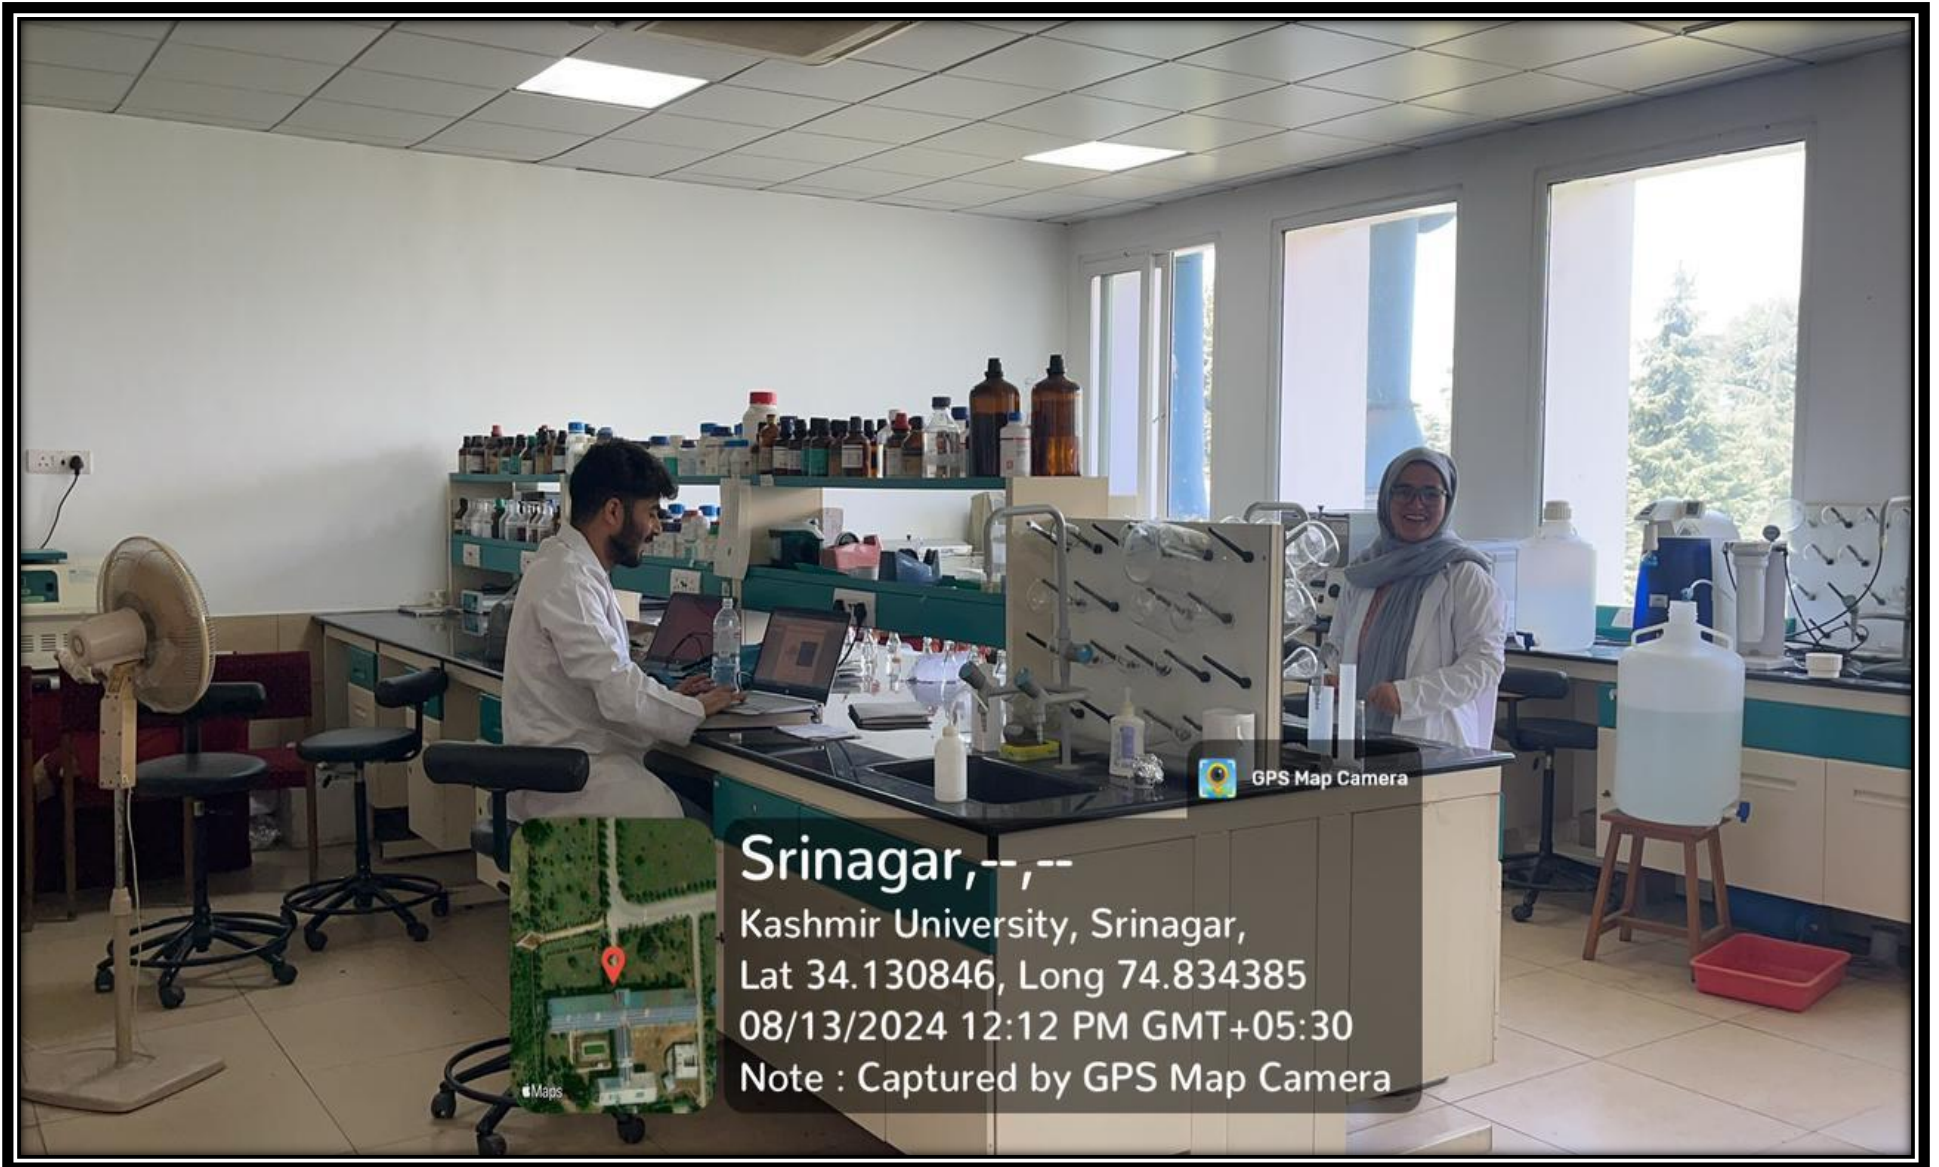 GPS Map Camera
Srinagar,--,--
Kashmir University, Srinagar,
Lat 34.130846, Long 74.834385
08/13/2024 12:12 PM GMT+05:30
Note : Captured by GPS Map Camera
Maps